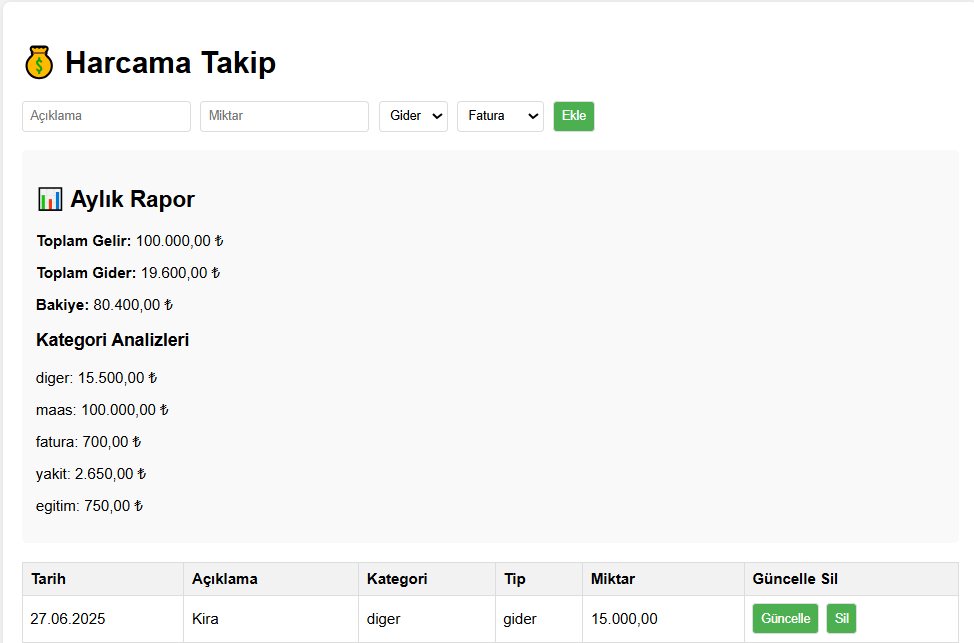 Harcama Takip
Açıklama Miktar Gider Fatura Ekle
Aylık Rapor
Toplam Gelir: 100.000,00 ₺
Toplam Gider: 19.600,00 ₺
Bakiye: 80.400,00 ₺
Kategori Analizleri
diger: 15.500,00 ₺
maas: 100.000,00 ₺
fatura: 700,00 ₺
yakit: 2.650,00 ₺
egitim: 750,00 ₺
Tarih Açıklama Kategori Tip Miktar Güncelle Sil
27.06.2025 Kira diger gider 15.000,00 Güncelle Sil